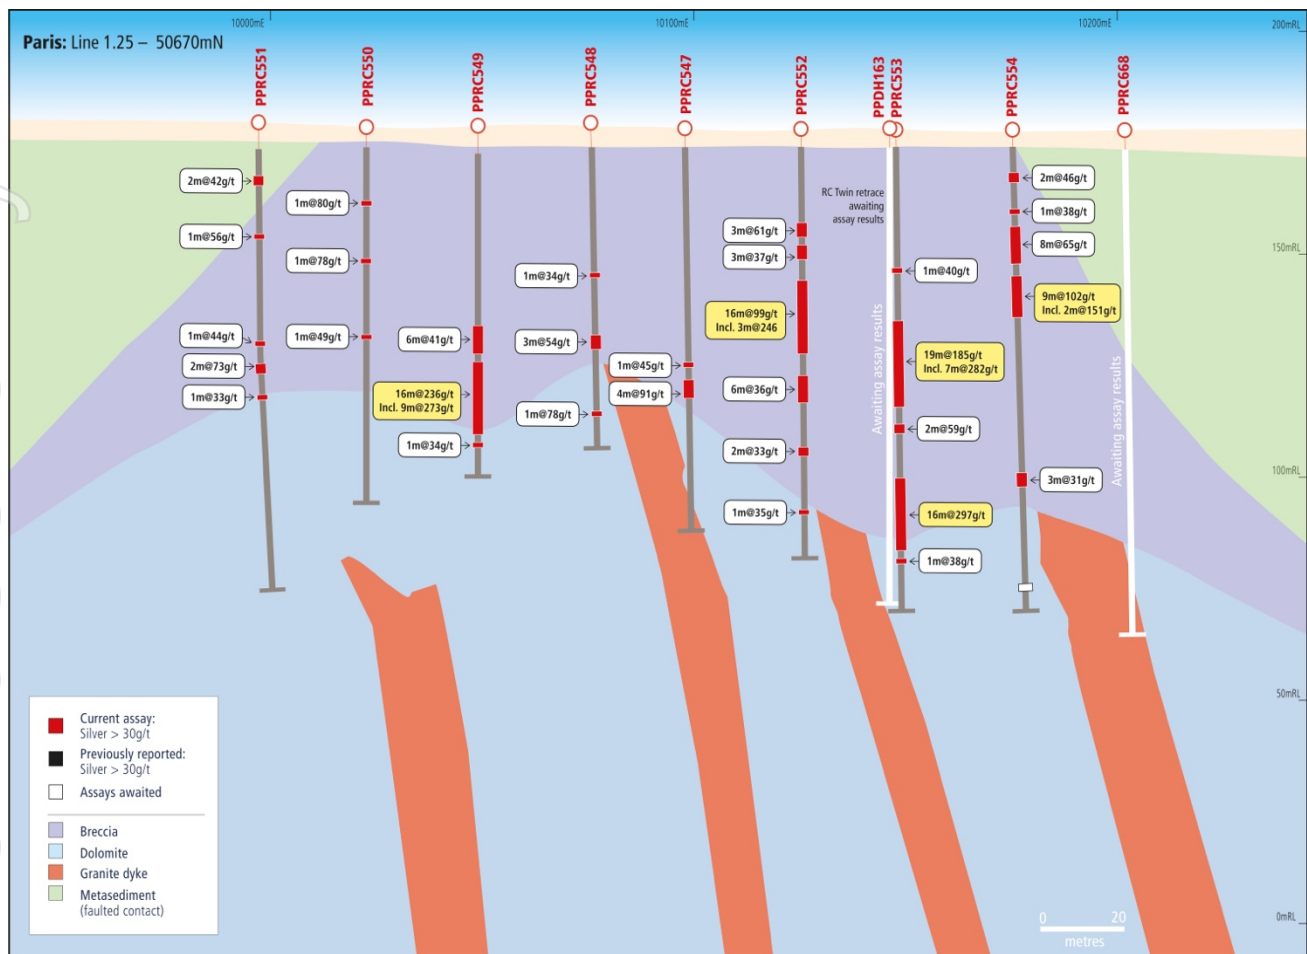 10000mE
10100mE
10200mE
200mRL
Paris: Line 1.25 – 50670mN
PPRC551
PPRC550
PPRC549
PPRC548
PPRC547
PPRC552
PPDH163
PPRC553
PPRC554
PPRC668
2m@42g/t
1m@56g/t
1m@44g/t
2m@73g/t
1m@33g/t
1m@80g/t
1m@78g/t
1m@49g/t
6m@41g/t
16m@236g/t
Incl. 9m@273g/t
1m@34g/t
1m@34g/t
3m@54g/t
1m@78g/t
1m@45g/t
4m@91g/t
3m@61g/t
3m@37g/t
16m@99g/t
Incl. 3m@246
6m@36g/t
2m@33g/t
1m@35g/t
RC Twin retrace
awaiting
assay results
Awaiting assay results
1m@40g/t
19m@185g/t
Incl. 7m@282g/t
2m@59g/t
16m@297g/t
1m@38g/t
2m@46g/t
1m@38g/t
8m@65g/t
9m@102g/t
Incl. 2m@151g/t
3m@31g/t
Awaiting assay results
150mRL
100mRL
50mRL
0mRL
Current assay:
Silver > 30g/t
Previously reported:
Silver > 30g/t
Assays awaited
Breccia
Dolomite
Granite dyke
Metasediment
(faulted contact)
0 20
metres